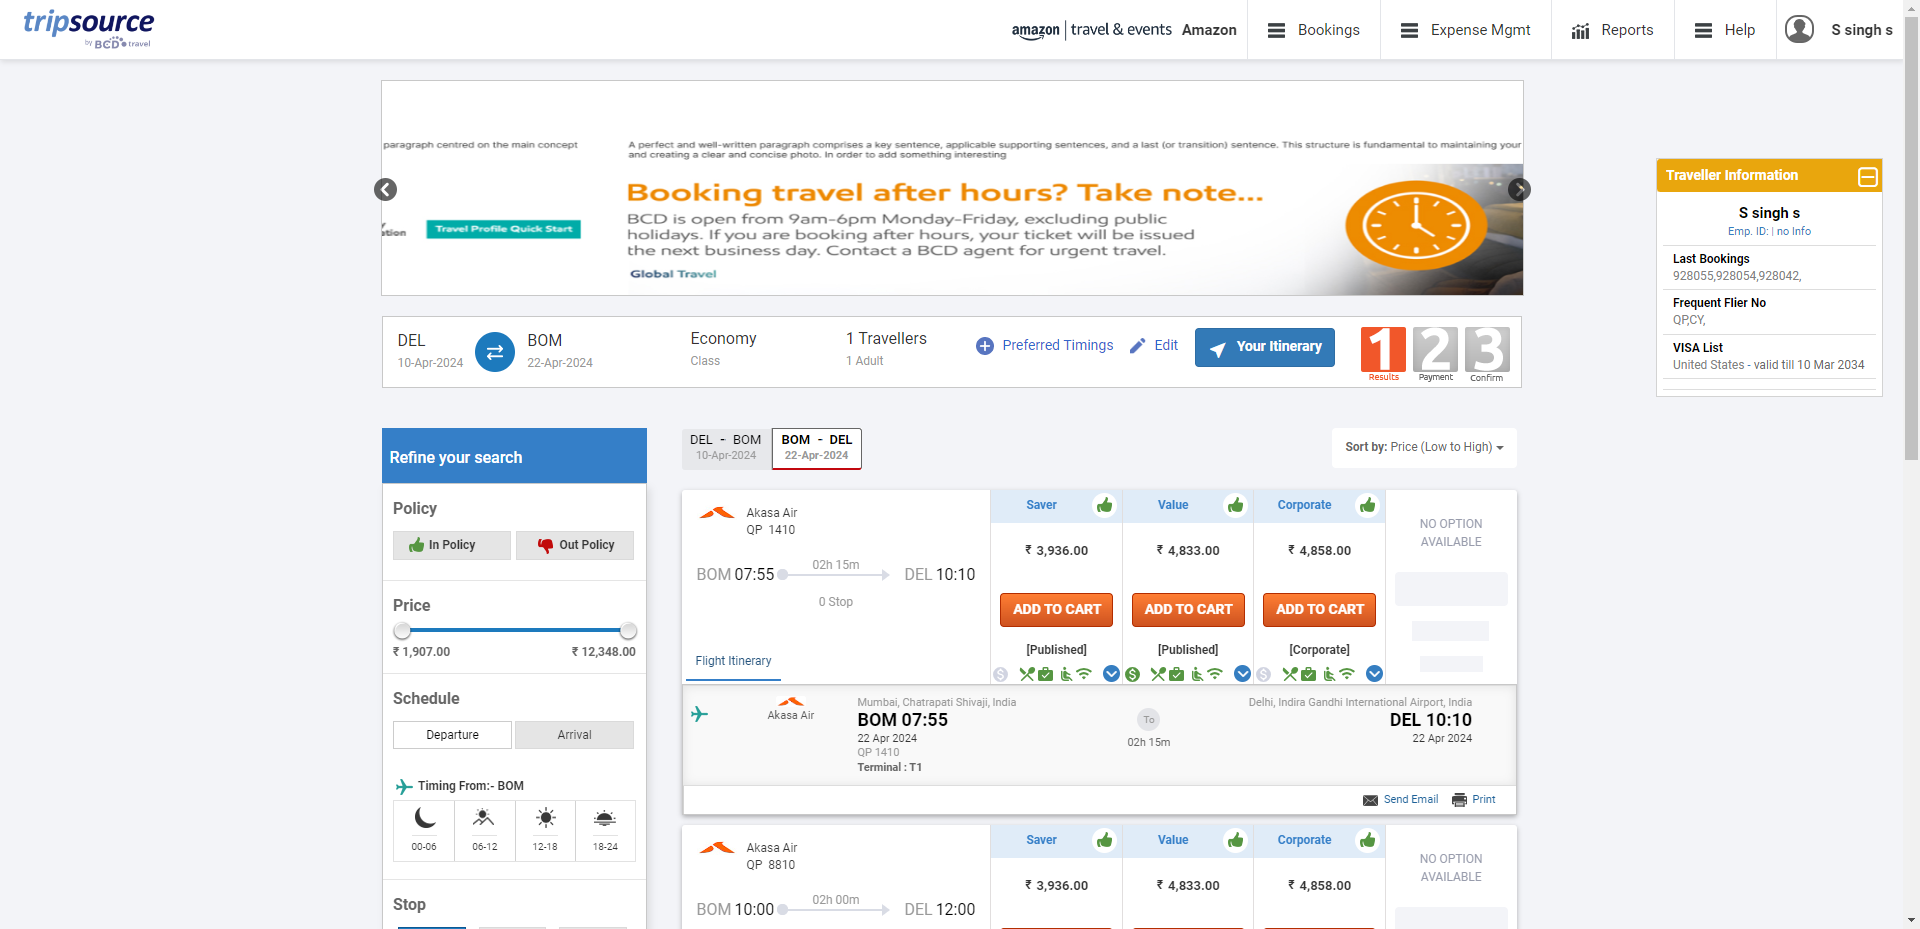 tripsource
by BCD travel
amazon | travel & events Amazon
Bookings
Expense Mgmt
Reports
Help
S singh s
paragraph centred on the main concept
A perfect and well-written paragraph comprises a key sentence, applicable supporting sentences, and a last (or transition) sentence. This structure is fundamental to maintaining your
and creating a clear and concise photo. In order to add something interesting
Booking travel after hours? Take note...
BCD is open from 9am-6pm Monday-Friday, excluding public
holidays. If you are booking after hours, your ticket will be issued
the next business day. Contact a BCD agent for urgent travel.
Global Travel
ation
Travel Profile Quick Start
Traveller Information
S singh s
Emp. ID: | no Info
Last Bookings
928055,928054,928042,
Frequent Flier No
QP,CY,
VISA List
United States - valid till 10 Mar 2034
DEL
10-Apr-2024
BOM
22-Apr-2024
Economy
Class
1 Travellers
1 Adult
Preferred Timings
Edit
Your Itinerary
1
Results
2
Payment
3
Confirm
Refine your search
Policy
In Policy
Out Policy
Price
₹ 1,907.00
₹ 12,348.00
Schedule
Departure
Arrival
Timing From:- BOM
00-06
06-12
12-18
18-24
Stop
DEL - BOM
10-Apr-2024
BOM - DEL
22-Apr-2024
Sort by: Price (Low to High)
Akasa Air
QP 1410
BOM 07:55
02h 15m
DEL 10:10
0 Stop
Flight Itinerary
Saver
₹ 3,936.00
ADD TO CART
[Published]
Value
₹ 4,833.00
ADD TO CART
[Published]
Corporate
₹ 4,858.00
ADD TO CART
[Corporate]
NO OPTION
AVAILABLE
Akasa Air
Mumbai, Chatrapati Shivaji, India
BOM 07:55
22 Apr 2024
QP 1410
Terminal : T1
To
02h 15m
Delhi, Indira Gandhi International Airport, India
DEL 10:10
22 Apr 2024
Send Email
Print
Akasa Air
QP 8810
BOM 10:00
02h 00m
DEL 12:00
Saver
₹ 3,936.00
Value
₹ 4,833.00
Corporate
₹ 4,858.00
NO OPTION
AVAILABLE